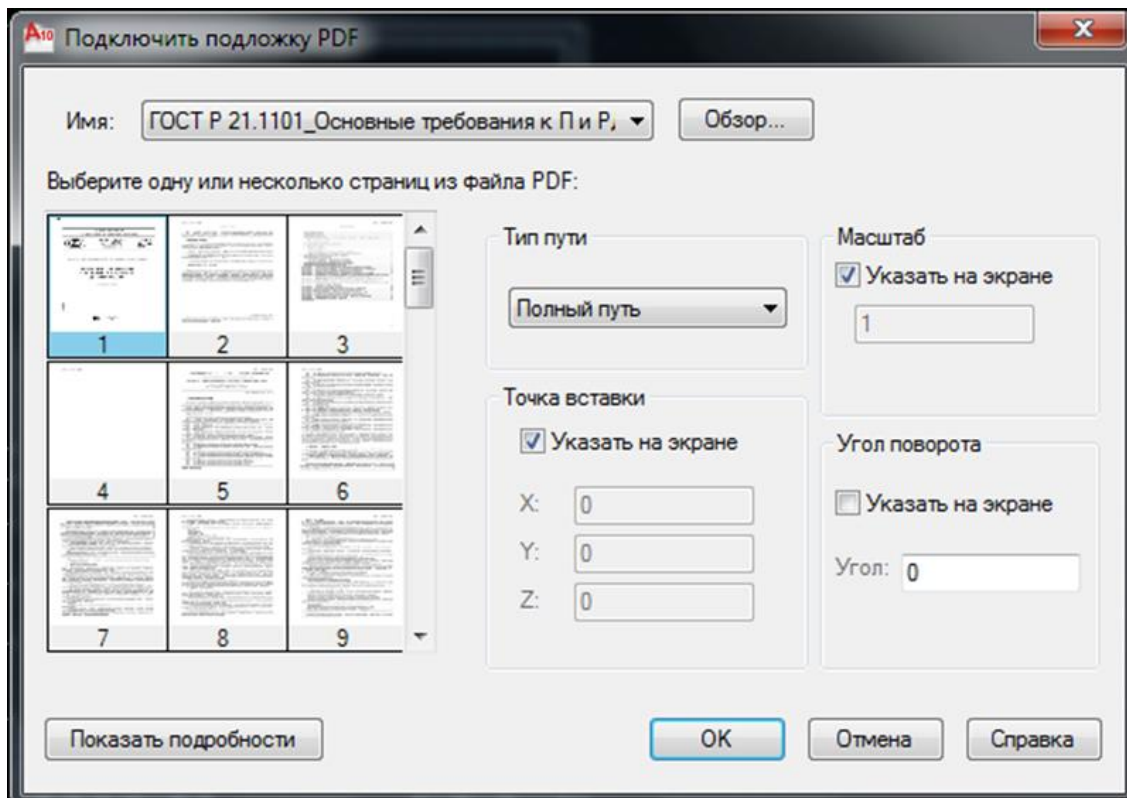 A10 Подключить подложку PDF
Имя: ГОСТ Р 21.1101_Основные требования к П и Р, Обзор...
Выберите одну или несколько страниц из файла PDF:
1 2 3
4 5 6
7 8 9
Тип пути
Полный путь
Точка вставки
Указать на экране
X: 0
Y: 0
Z: 0
Масштаб
Указать на экране
1
Угол поворота
Указать на экране
Угол: 0
Показать подробности OK Отмена Справка